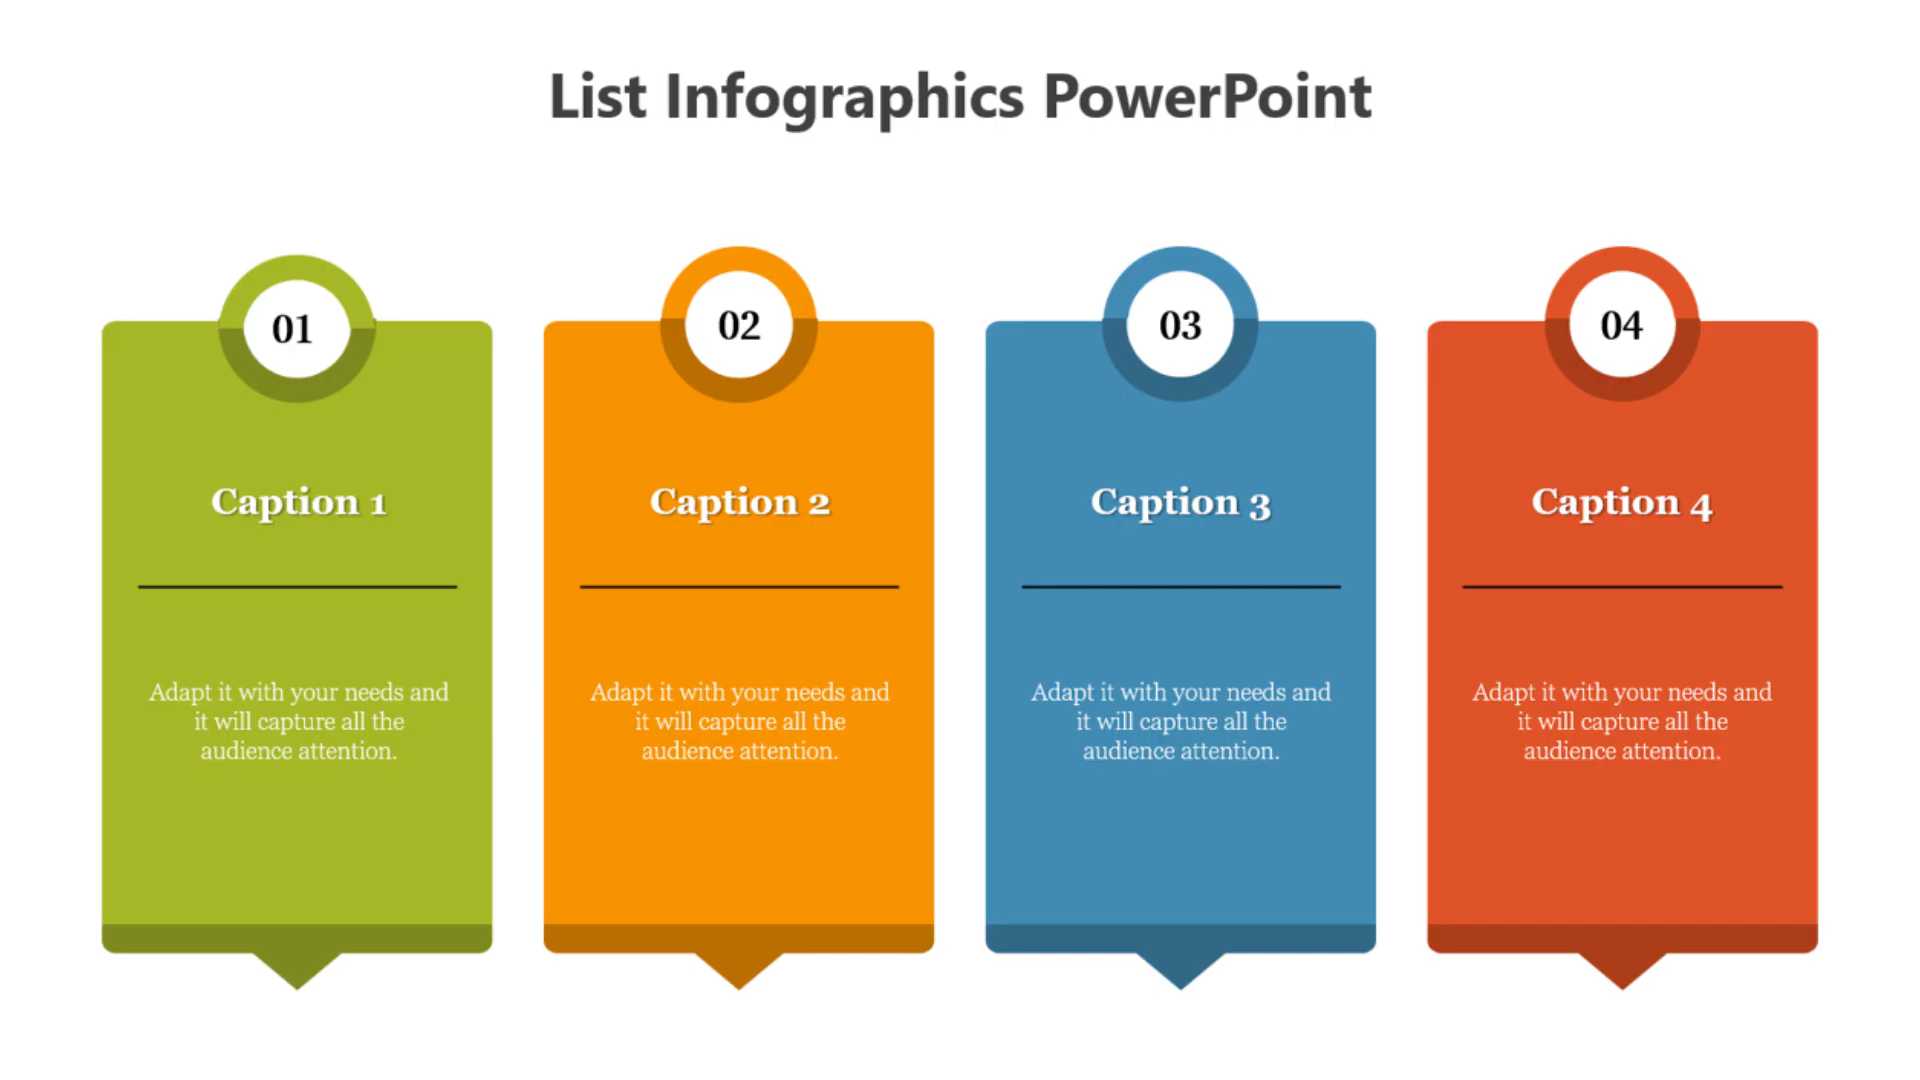 List Infographics PowerPoint
01
Caption 1
Adapt it with your needs and
it will capture all the
audience attention.
02
Caption 2
Adapt it with your needs and
it will capture all the
audience attention.
03
Caption 3
Adapt it with your needs and
it will capture all the
audience attention.
04
Caption 4
Adapt it with your needs and
it will capture all the
audience attention.